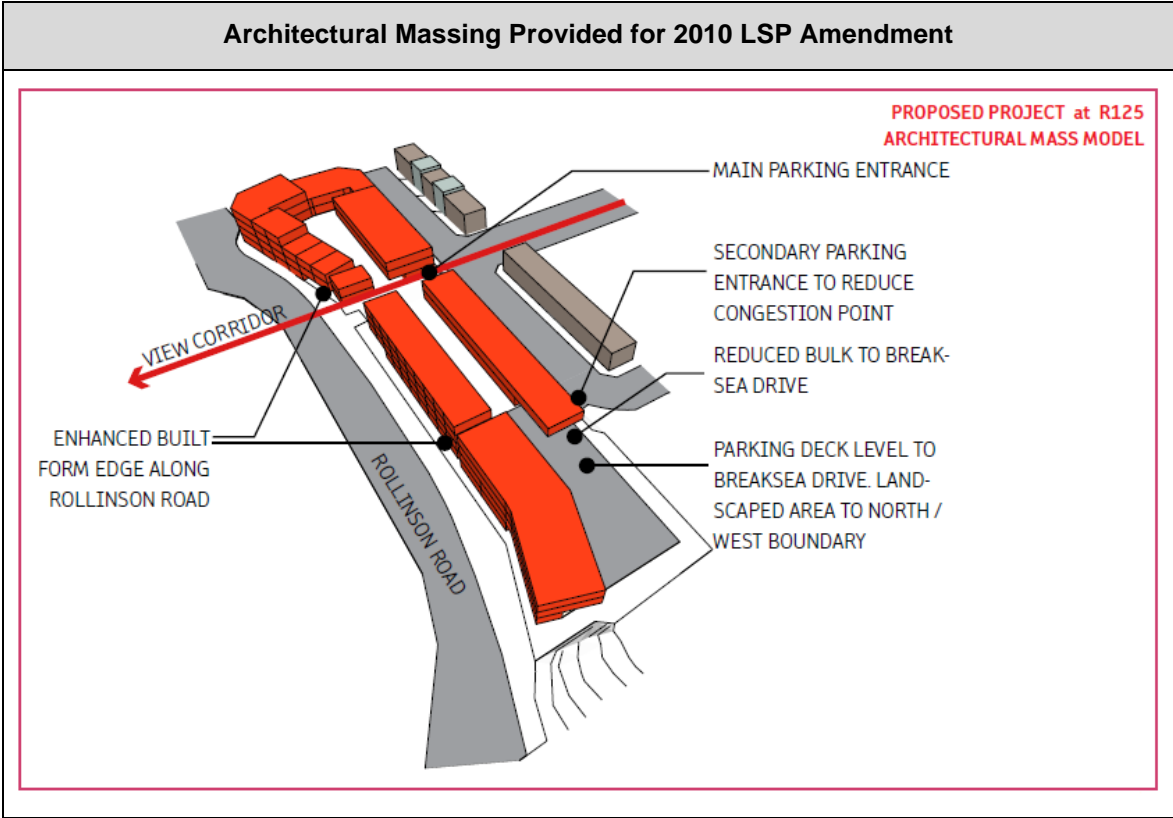 Architectural Massing Provided for 2010 LSP Amendment
PROPOSED PROJECT at R125
ARCHITECTURAL MASS MODEL
MAIN PARKING ENTRANCE
SECONDARY PARKING
ENTRANCE TO REDUCE
CONGESTION POINT
REDUCED BULK TO BREAK-
SEA DRIVE
PARKING DECK LEVEL TO
BREAKSEA DRIVE. LAND-
SCAPED AREA TO NORTH /
WEST BOUNDARY
VIEW CORRIDOR
ENHANCED BUILT
FORM EDGE ALONG
ROLLINSON ROAD
ROLLINSON ROAD